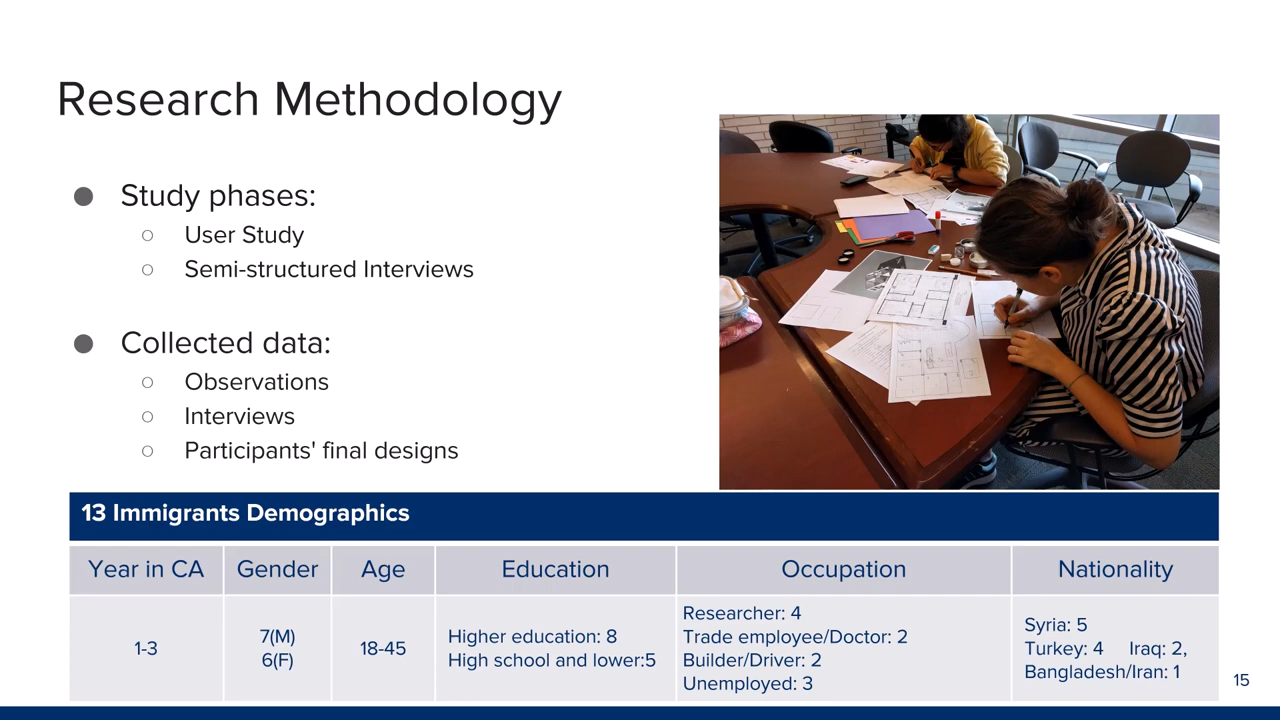 Research Methodology
Study phases:
User Study
Semi-structured Interviews
Collected data:
Observations
Interviews
Participants' final designs
13 Immigrants Demographics
Year in CA
Gender
Age
Education
Occupation
Nationality
1-3
7(M)
6(F)
18-45
Higher education: 8
High school and lower:5
Researcher: 4
Trade employee/Doctor: 2
Builder/Driver: 2
Unemployed: 3
Syria: 5
Turkey: 4 Iraq: 2,
Bangladesh/Iran: 1
15